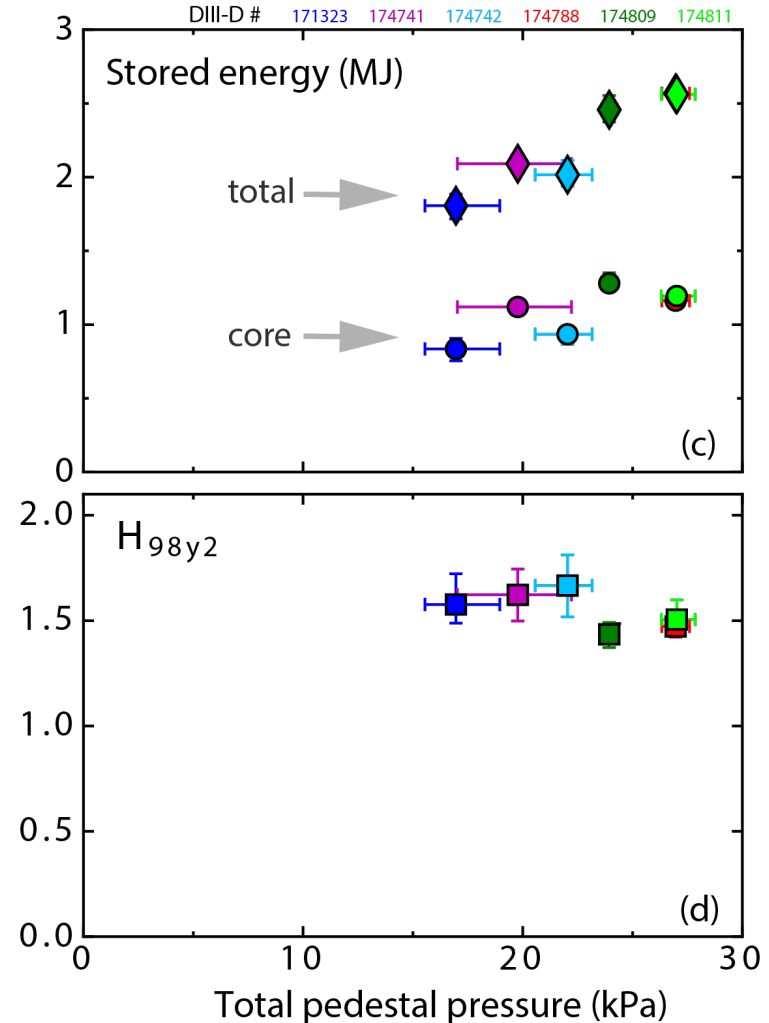 DIII-D # 171323 174741 174742 174788 174809 174811
3
Stored energy (MJ)
2
total
1
core
(c)
0
2.0
H98y2
1.5
1.0
0.5
(d)
0.0
0 10 20 30
Total pedestal pressure (kPa)